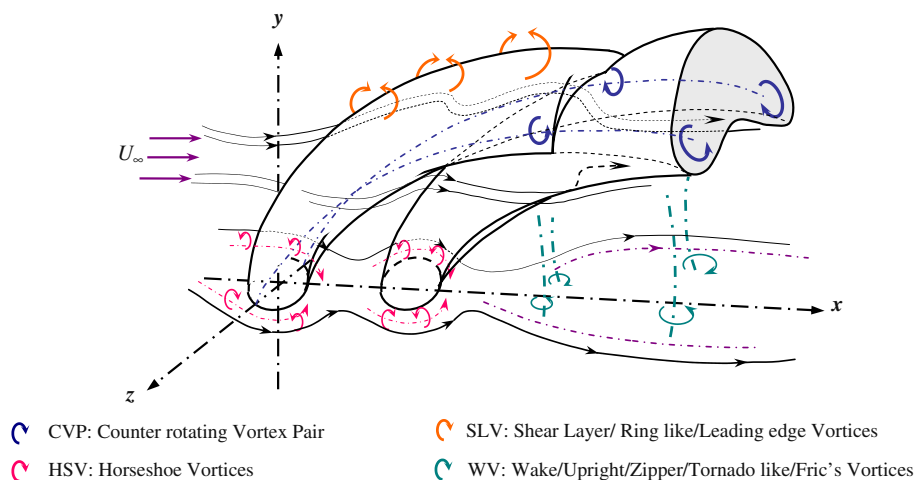 y
U∞
x
z
CVP: Counter rotating Vortex Pair
SLV: Shear Layer/ Ring like/Leading edge Vortices
HSV: Horseshoe Vortices
WV: Wake/Upright/Zipper/Tornado like/Fric's Vortices